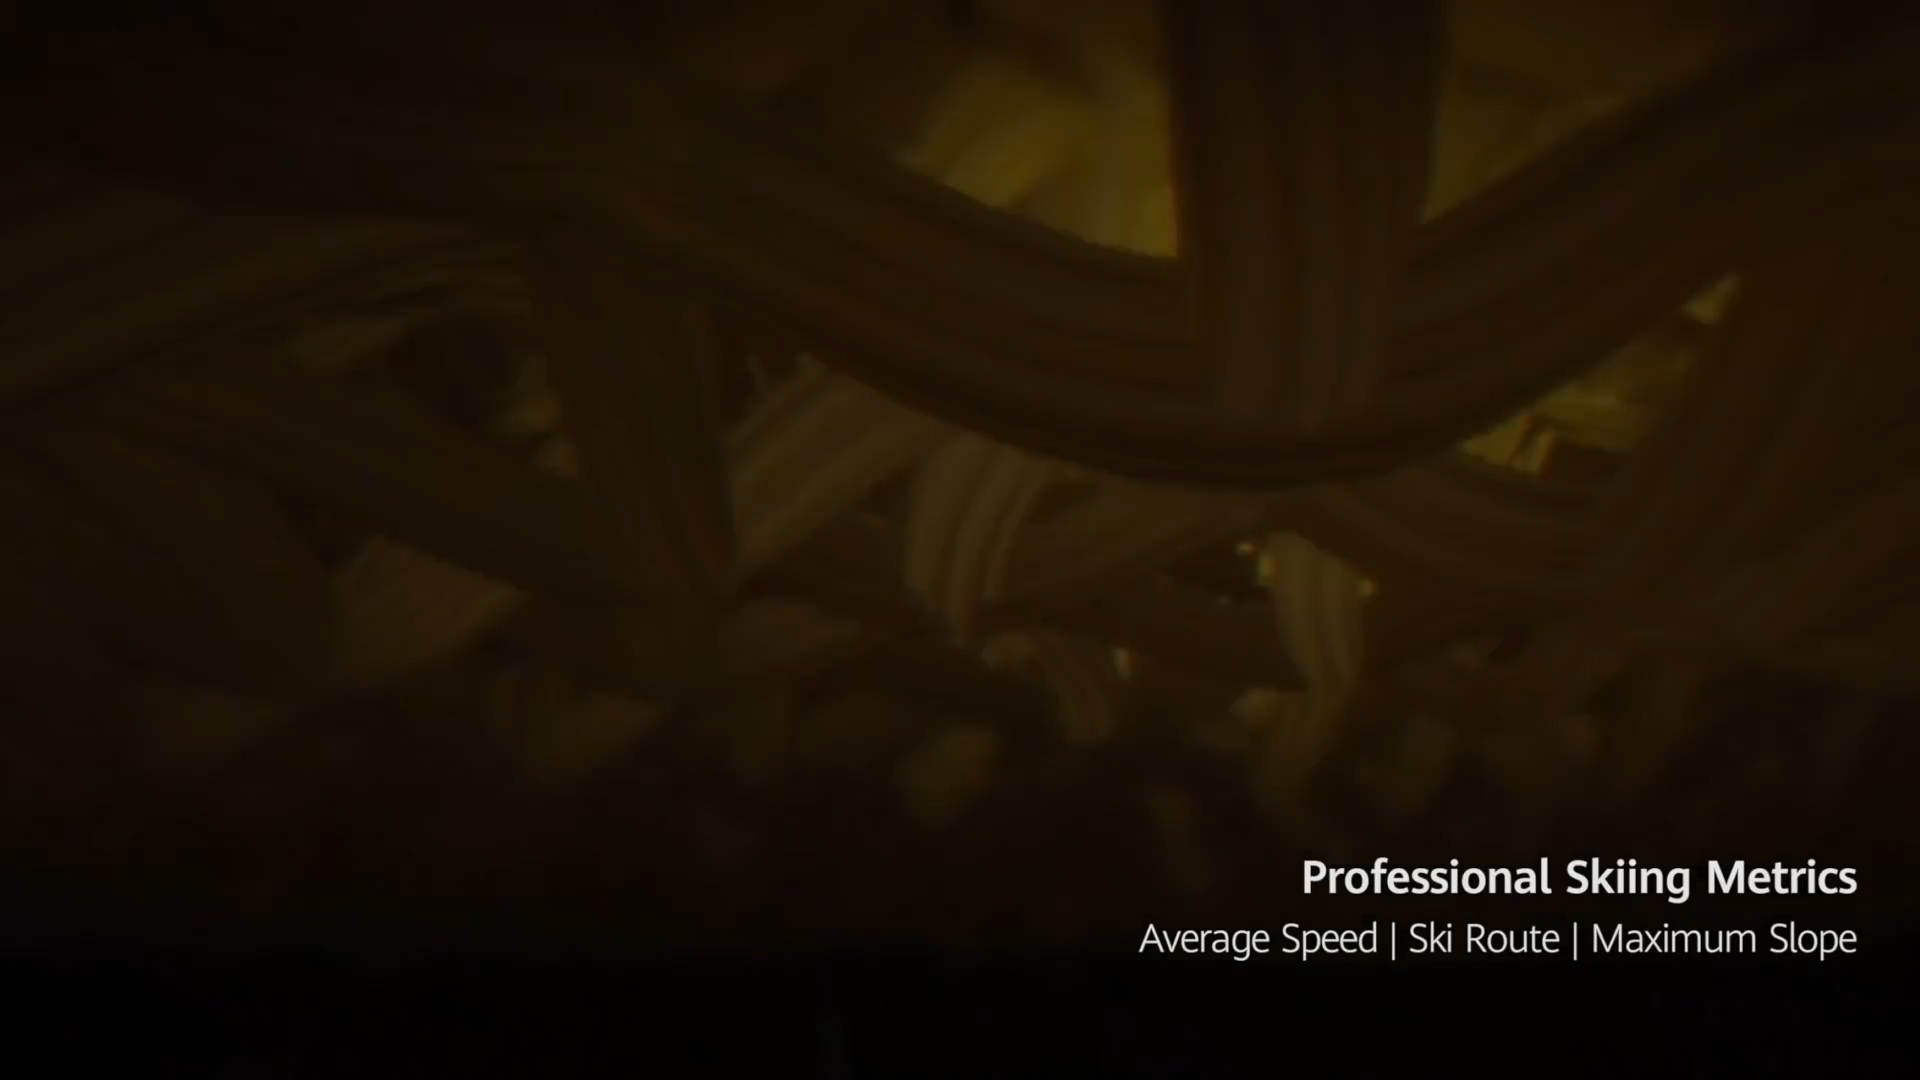 Professional Skiing Metrics
Average Speed | Ski Route | Maximum Slope